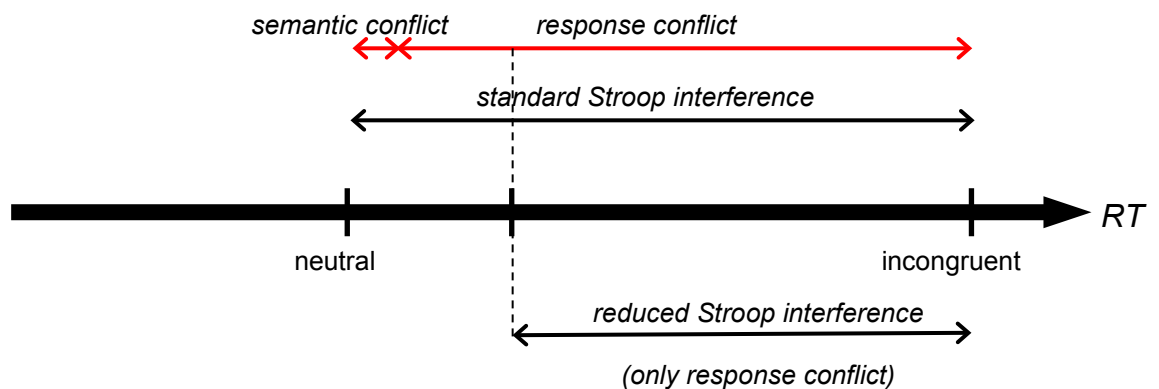 semantic conflict response conflict
standard Stroop interference
RT
neutral incongruent
reduced Stroop interference
(only response conflict)